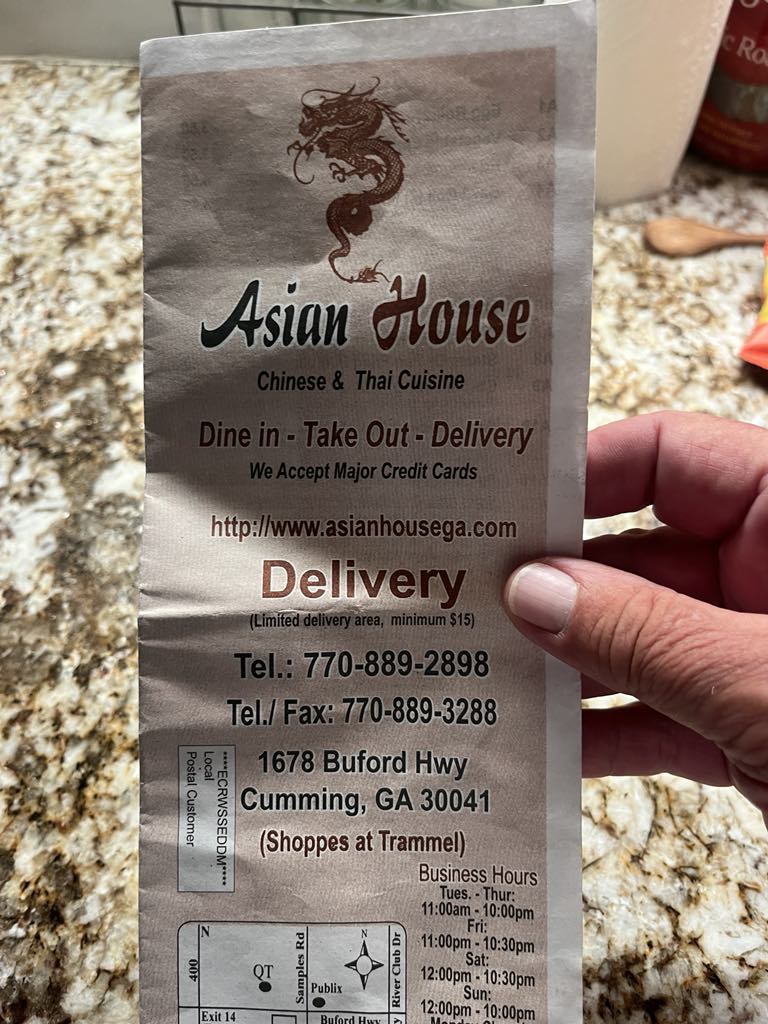 Asian House
Chinese & Thai Cuisine
Dine in - Take Out - Delivery
We Accept Major Credit Cards
http://www.asianhousega.com
Delivery
(Limited delivery area, minimum $15)
Tel.: 770-889-2898
Tel./ Fax: 770-889-3288
1678 Buford Hwy
Cumming, GA 30041
(Shoppes at Trammel)
****ECRWSSEDDM****
Local
Postal Customer
Business Hours
Tues. - Thur:
11:00am - 10:00pm
Fri:
11:00pm - 10:30pm
Sat:
12:00pm - 10:30pm
Sun:
12:00pm - 10:00pm
N
400
QT
Samples Rd
Publix
N
River Club Dr
Exit 14
Buford Hwy